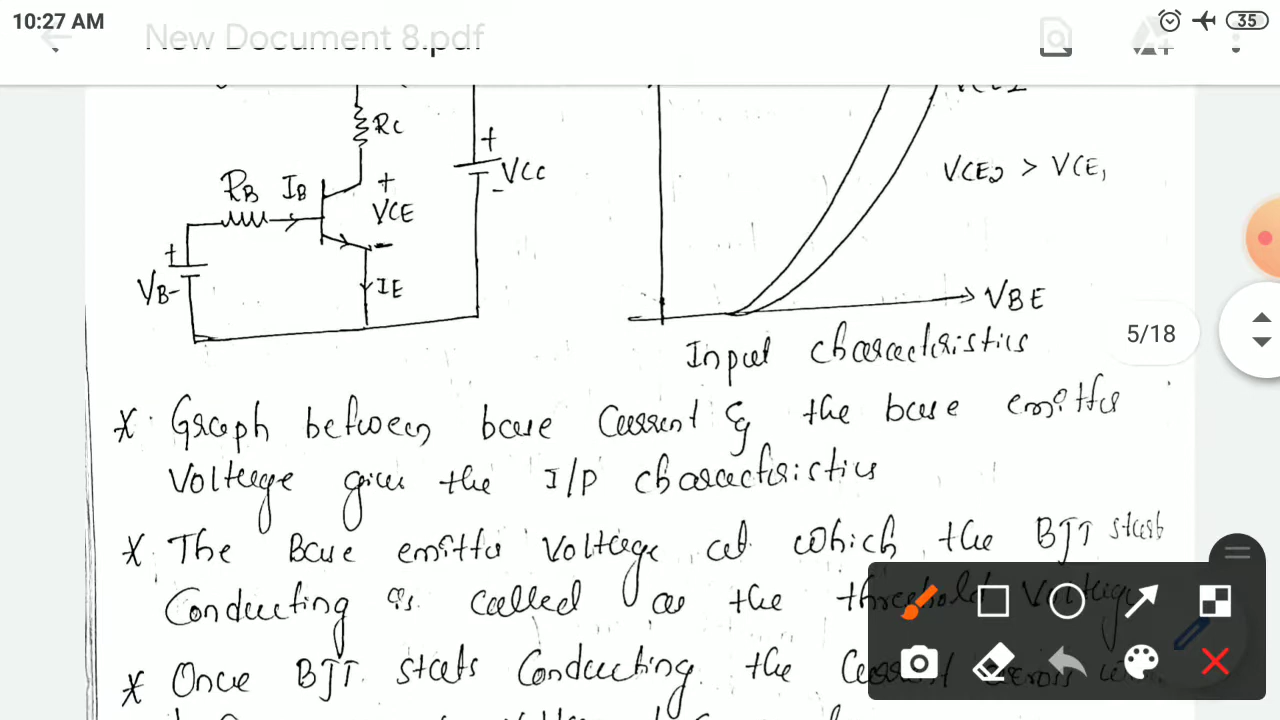 10:27 AM
35
New Document 8.pdf
RC
+
VCC
-
RB IB
+
VCE
-
+
VB-
IE
VCE2 > VCE1
VBE
5/18
Input characteristics
* Graph between base Current & the base emitter
Voltage gives the I/P characteristics
* The Base emitter Voltage at which the BJT start
Conducting is called as the threshold Voltage
* Once BJT starts Conducting the Current